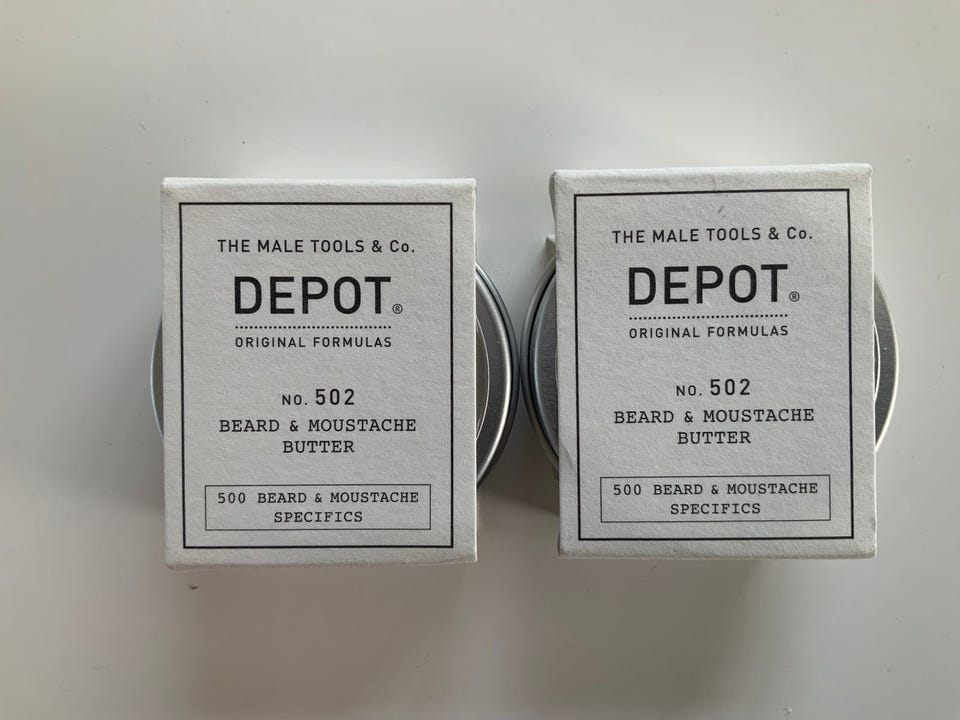 THE MALE TOOLS & Co.
DEPOT®
ORIGINAL FORMULAS
NO. 502
BEARD & MOUSTACHE
BUTTER
500 BEARD & MOUSTACHE
SPECIFICS
THE MALE TOOLS & Co.
DEPOT®
ORIGINAL FORMULAS
NO. 502
BEARD & MOUSTACHE
BUTTER
500 BEARD & MOUSTACHE
SPECIFICS